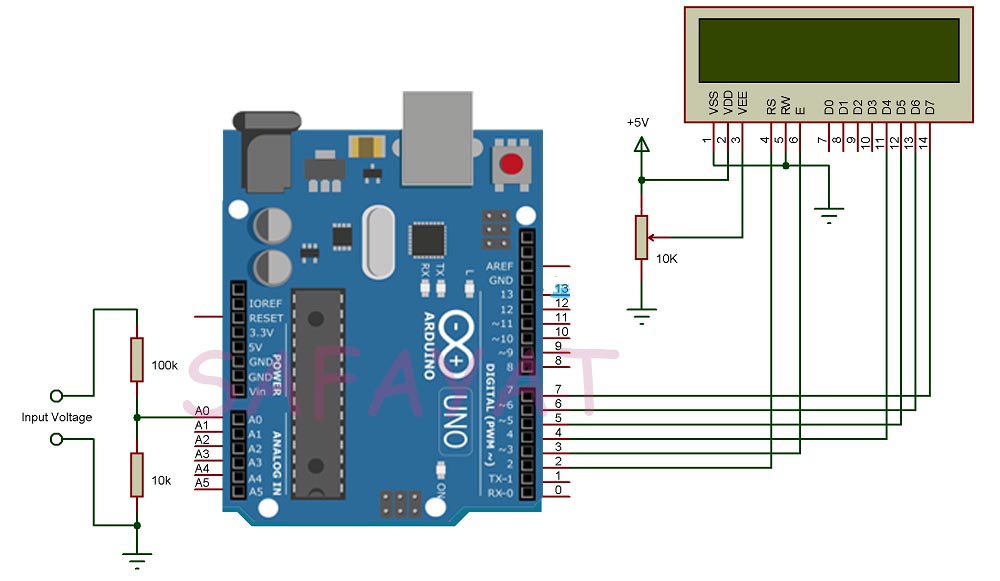 VSS
VDD
VEE
RS
RW
E
D0
D1
D2
D3
D4
D5
D6
D7
1
2
3
4
5
6
7
8
9
10
11
12
13
14
+5V
10K
RX
TX
L
AREF
GND
13
12
~11
~10
~9
8
7
~6
~5
4
~3
2
TX-1
RX-0
13
12
11
10
9
8
7
6
5
4
3
2
1
0
IOREF
RESET
3.3V
5V
GND
GND
Vin
POWER
A0
A1
A2
A3
A4
A5
ANALOG IN
ARDUINO
UNO
DIGITAL (PWM ~)
ON
SAFAYAT
100k
Input Voltage
10k
A0
A1
A2
A3
A4
A5